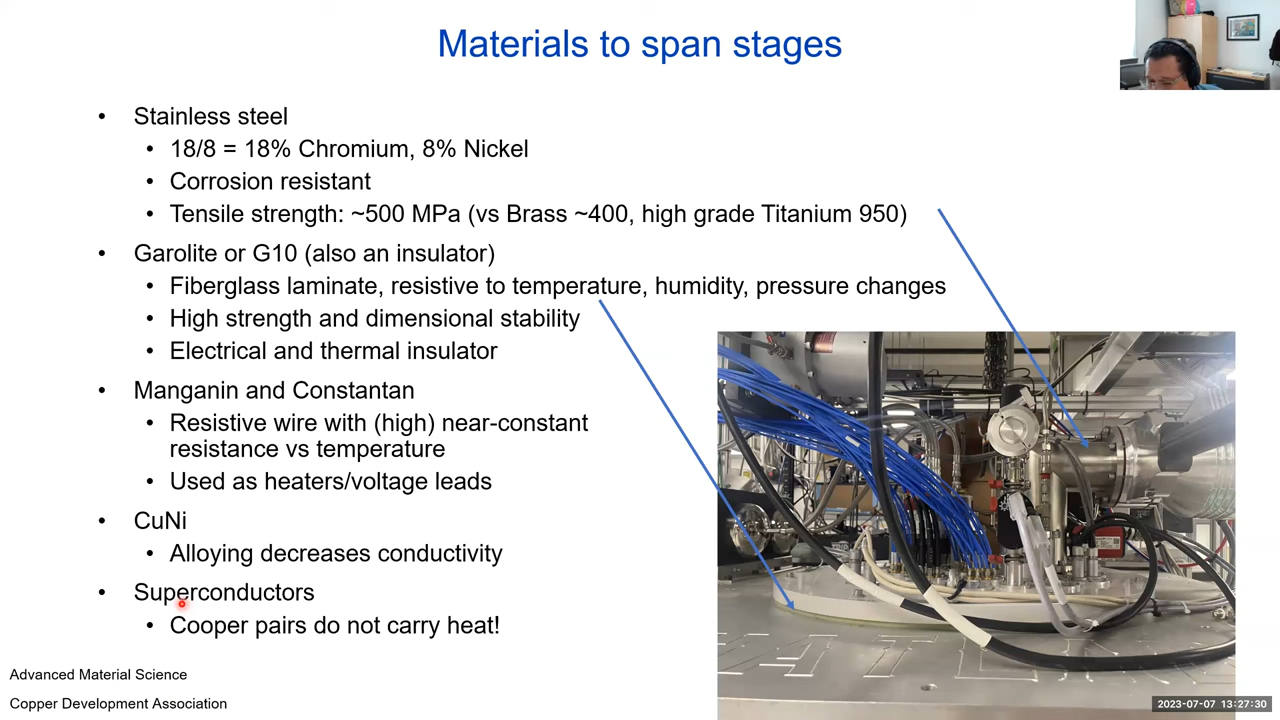 Materials to span stages
• Stainless steel
• 18/8 = 18% Chromium, 8% Nickel
• Corrosion resistant
• Tensile strength: ~500 MPa (vs Brass ~400, high grade Titanium 950)
• Garolite or G10 (also an insulator)
• Fiberglass laminate, resistive to temperature, humidity, pressure changes
• High strength and dimensional stability
• Electrical and thermal insulator
• Manganin and Constantan
• Resistive wire with (high) near-constant
resistance vs temperature
• Used as heaters/voltage leads
• CuNi
• Alloying decreases conductivity
• Superconductors
• Cooper pairs do not carry heat!
Advanced Material Science
Copper Development Association
2023-07-07 13:27:30